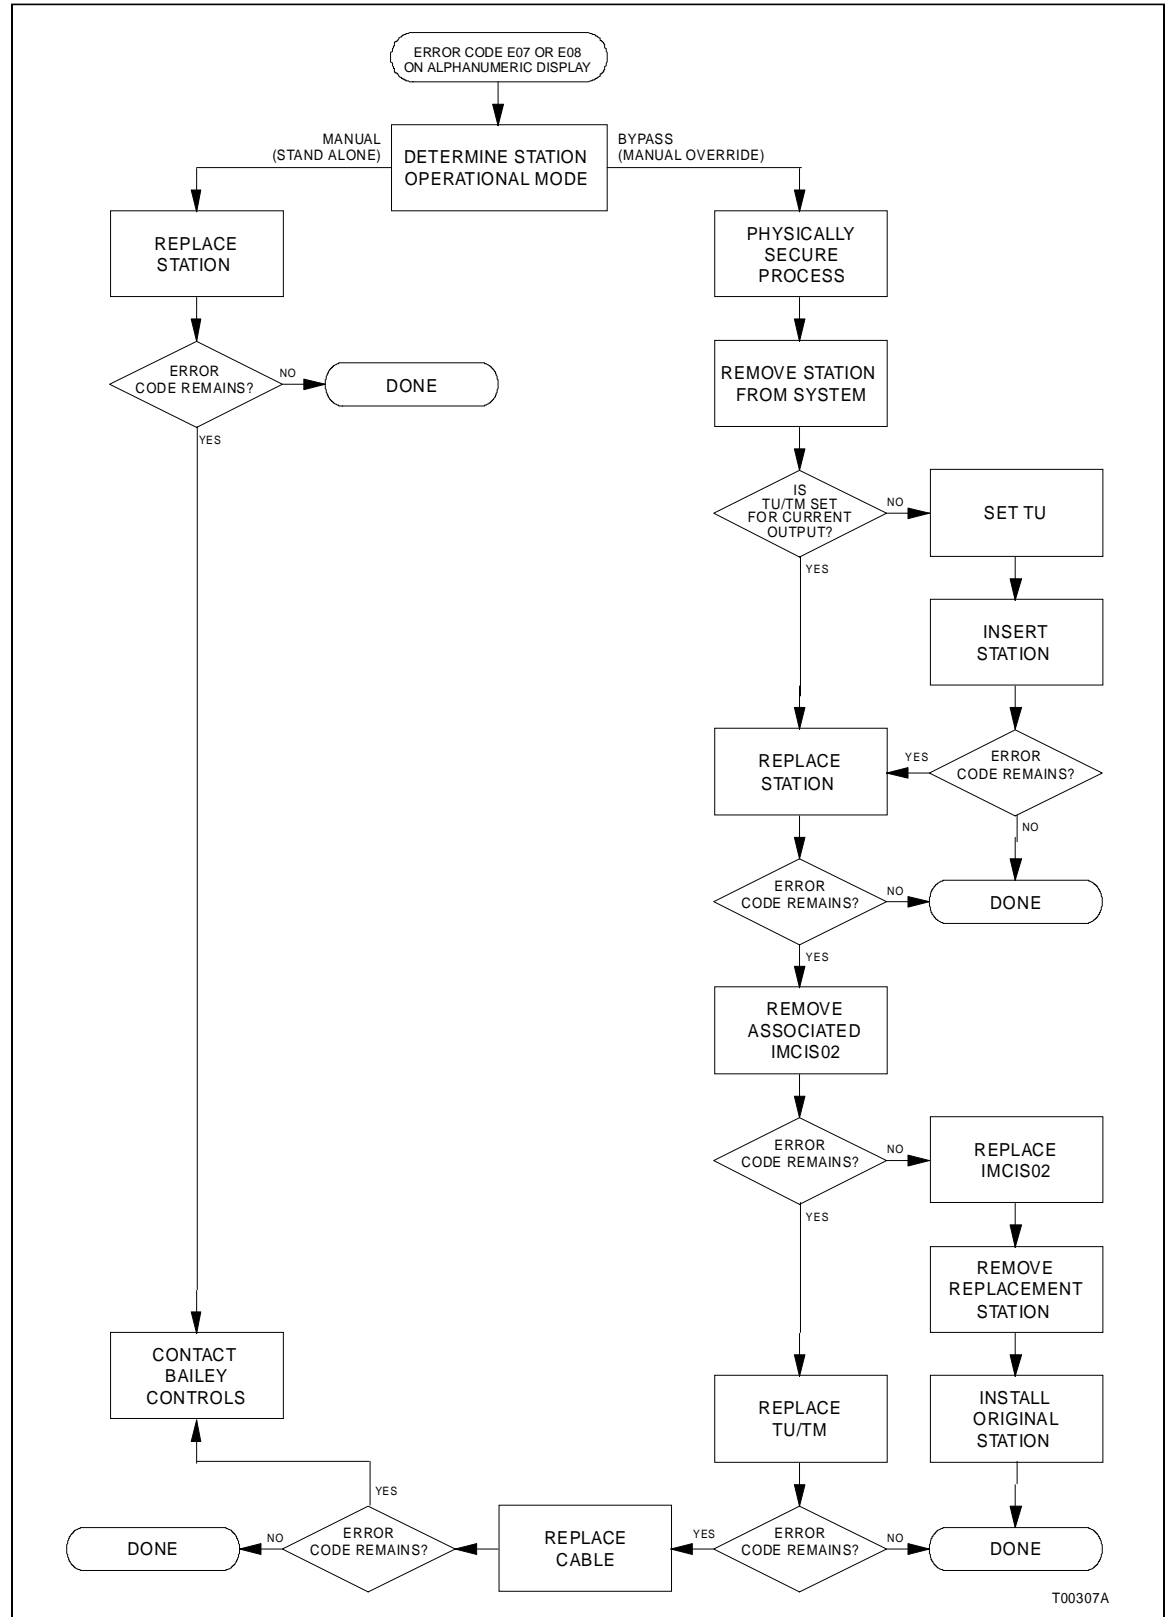 ERROR CODE E07 OR E08
ON ALPHANUMERIC DISPLAY
MANUAL
(STAND ALONE)
DETERMINE STATION
OPERATIONAL MODE
BYPASS
(MANUAL OVERRIDE)
REPLACE
STATION
PHYSICALLY
SECURE
PROCESS
ERROR
CODE REMAINS?
NO
DONE
YES
REMOVE STATION
FROM SYSTEM
IS
TU/TM SET
FOR CURRENT
OUTPUT?
NO
SET TU
YES
INSERT
STATION
REPLACE
STATION
YES
ERROR
CODE REMAINS?
NO
ERROR
CODE REMAINS?
NO
DONE
YES
REMOVE
ASSOCIATED
IMCIS02
ERROR
CODE REMAINS?
NO
REPLACE
IMCIS02
YES
REMOVE
REPLACEMENT
STATION
CONTACT
BAILEY
CONTROLS
REPLACE
TU/TM
INSTALL
ORIGINAL
STATION
YES
DONE
NO
ERROR
CODE REMAINS?
REPLACE
CABLE
YES
ERROR
CODE REMAINS?
NO
DONE
T00307A